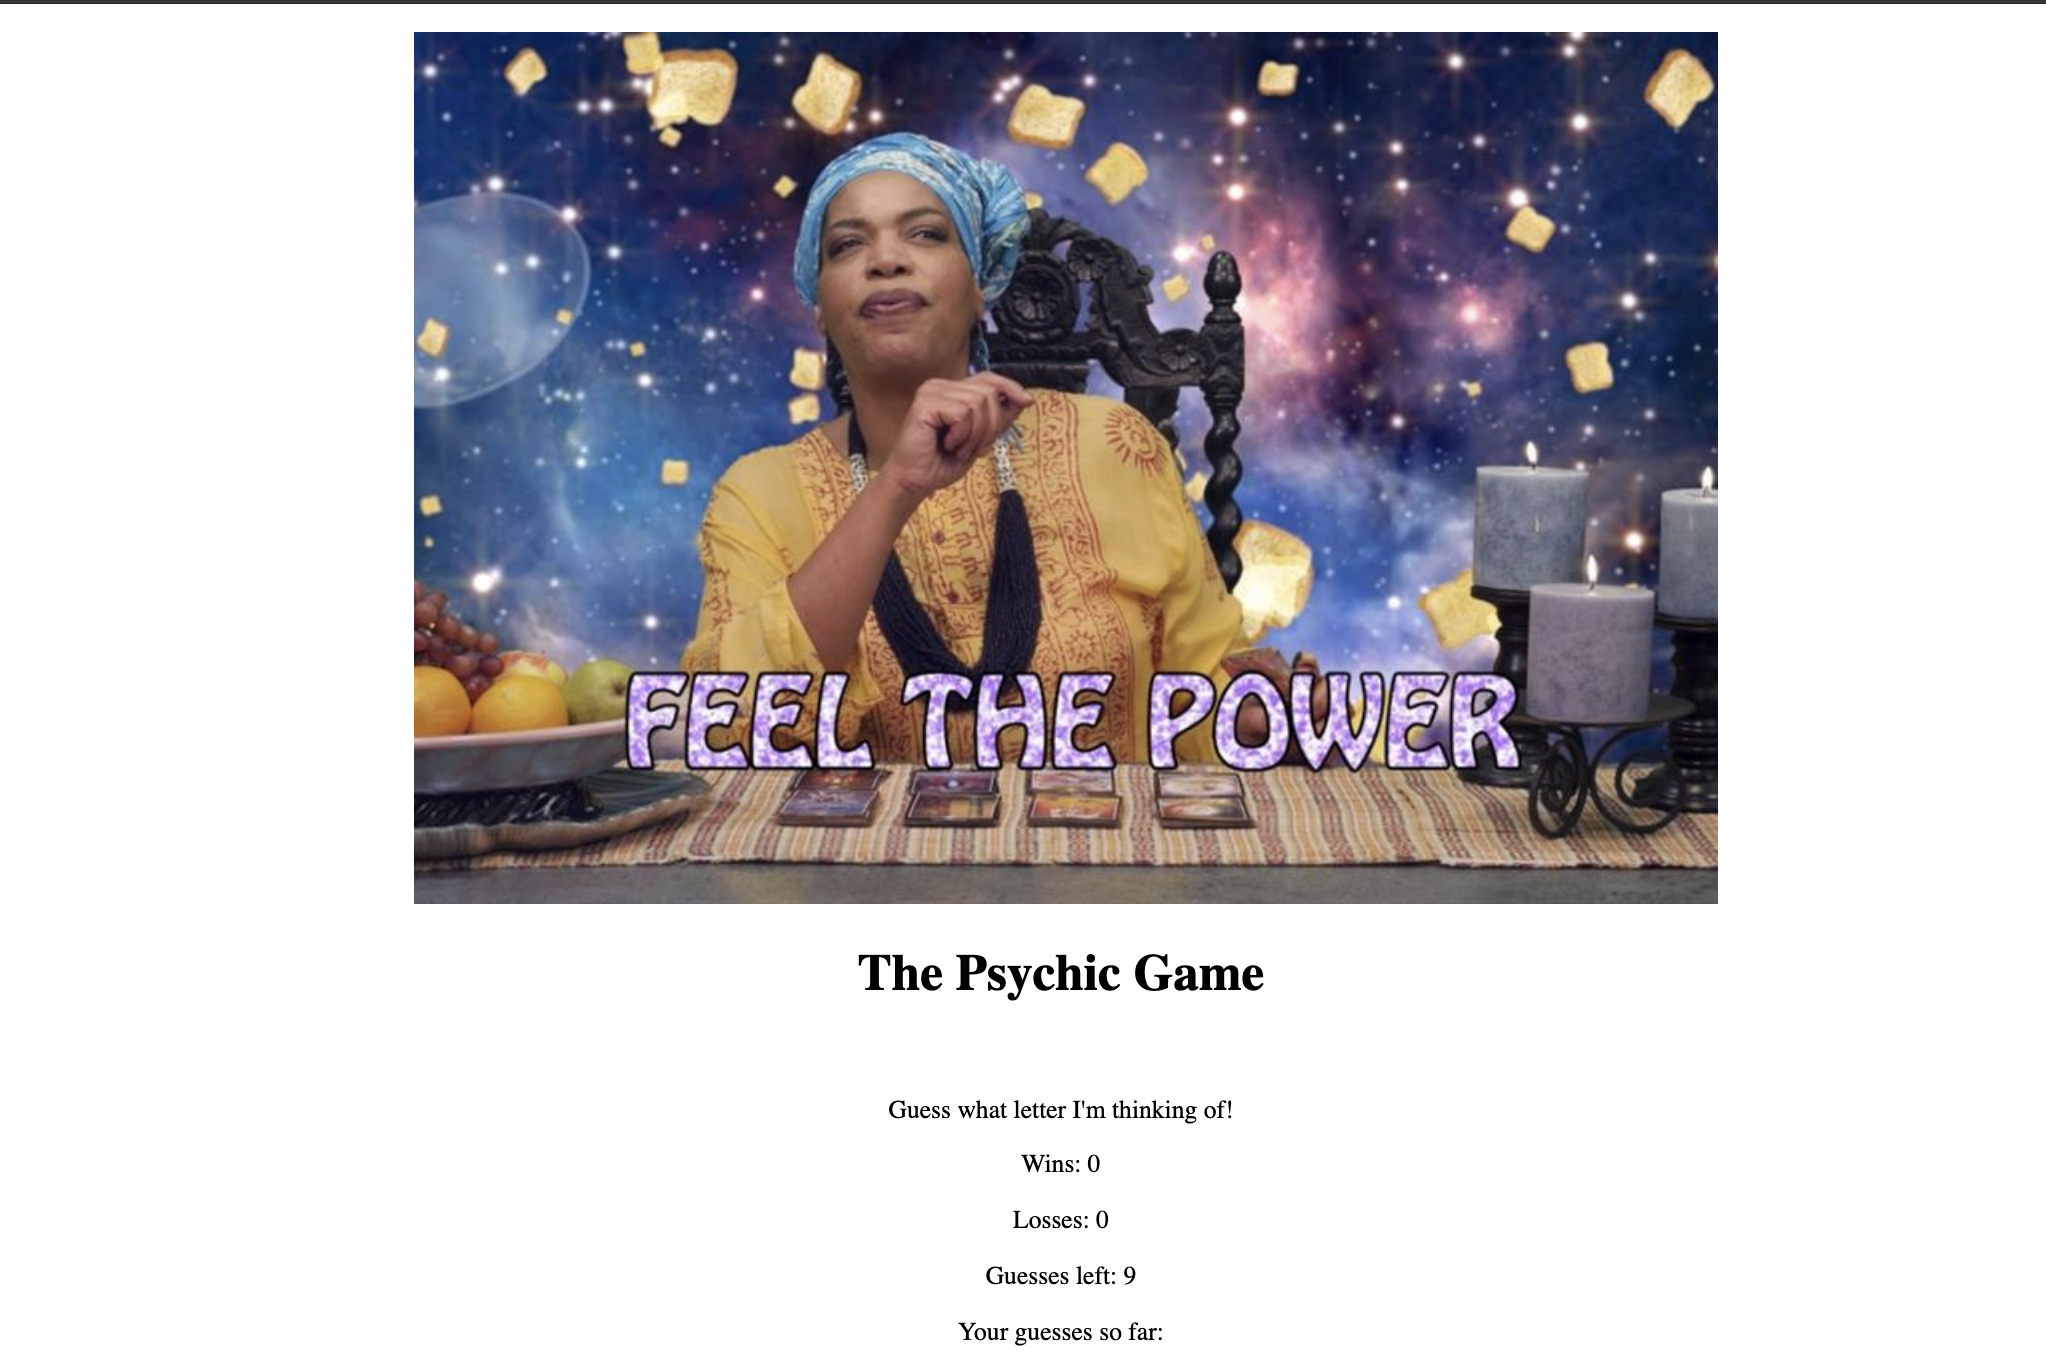 FEEL THE POWER
The Psychic Game
Guess what letter I'm thinking of!
Wins: 0
Losses: 0
Guesses left: 9
Your guesses so far: